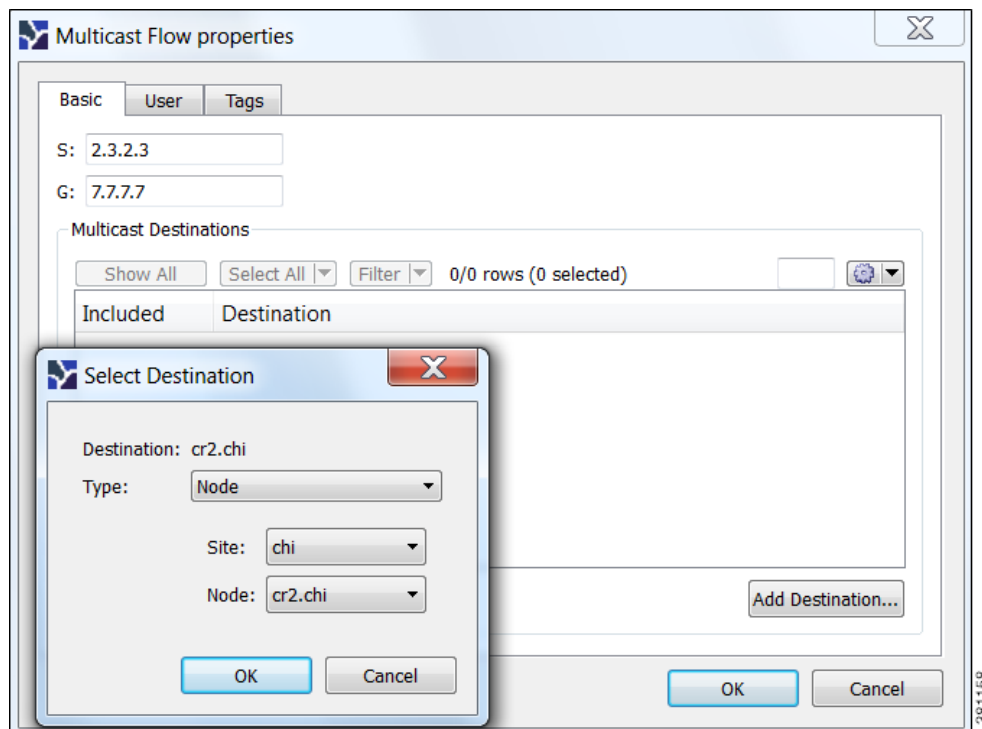 Multicast Flow properties
Basic User Tags
S: 2.3.2.3
G: 7.7.7.7
Multicast Destinations
Show All Select All Filter 0/0 rows (0 selected)
Included Destination
Select Destination
Destination: cr2.chi
Type: Node
Site: chi
Node: cr2.chi
Add Destination...
OK Cancel
OK Cancel
381158